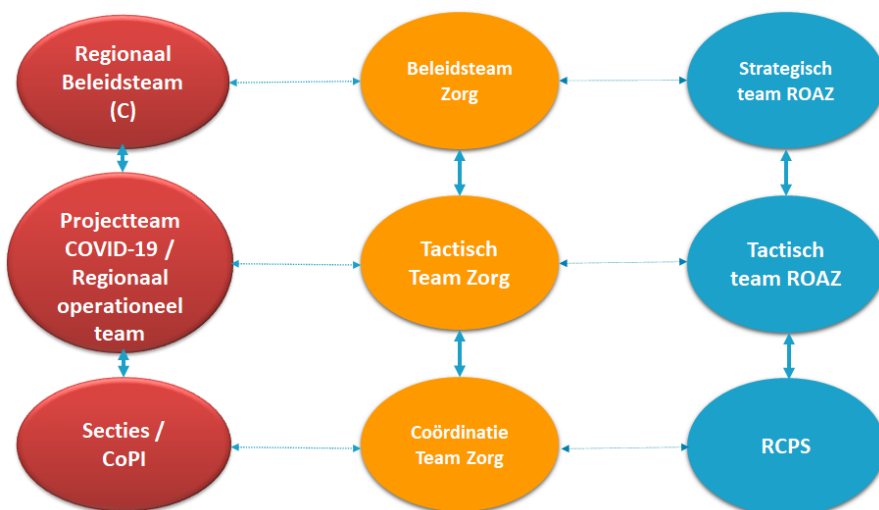 Regionaal
Beleidsteam
(C)
Beleidsteam
Zorg
Strategisch
team ROAZ
Projectteam
COVID-19 /
Regionaal
operationeel
team
Tactisch
Team Zorg
Tactisch
team ROAZ
Secties /
CoPI
Coördinatie
Team Zorg
RCPS